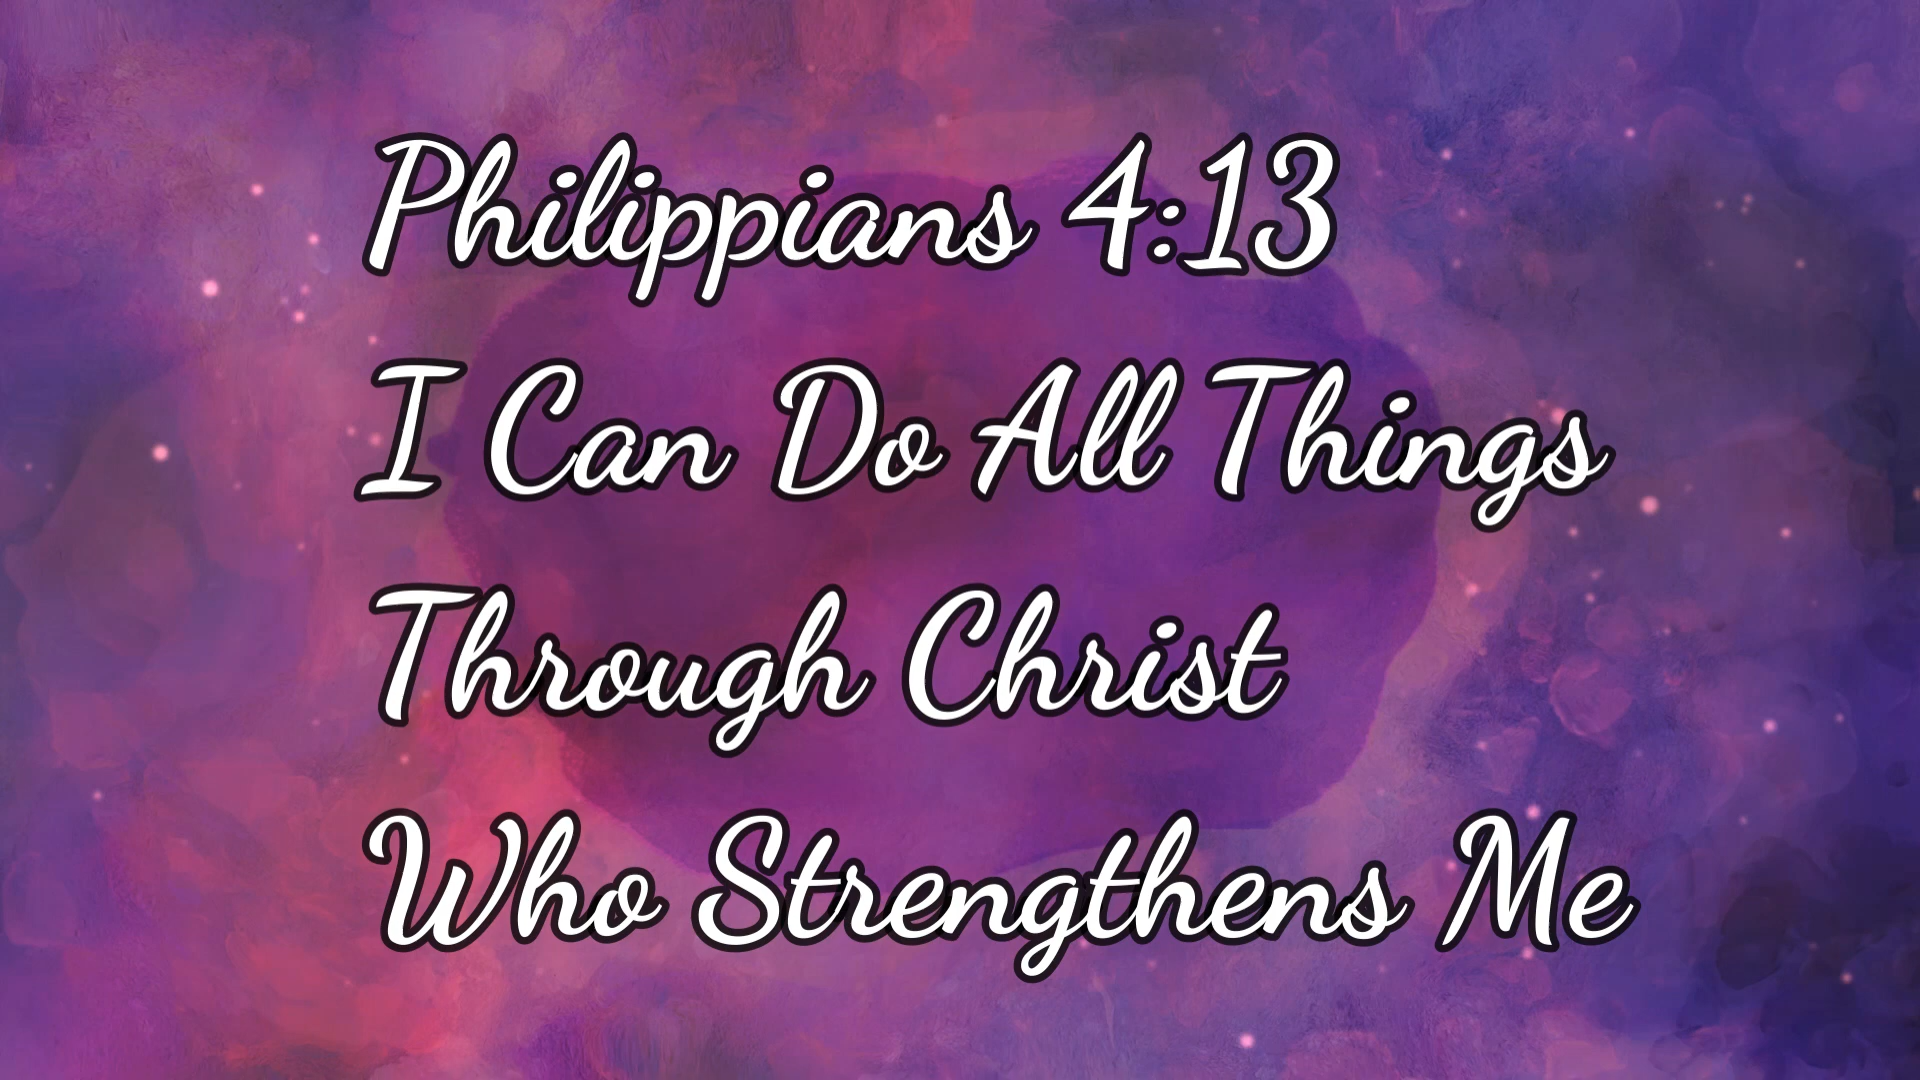 Philippians 4:13
I Can Do All Things
Through Christ
Who Strengthens Me